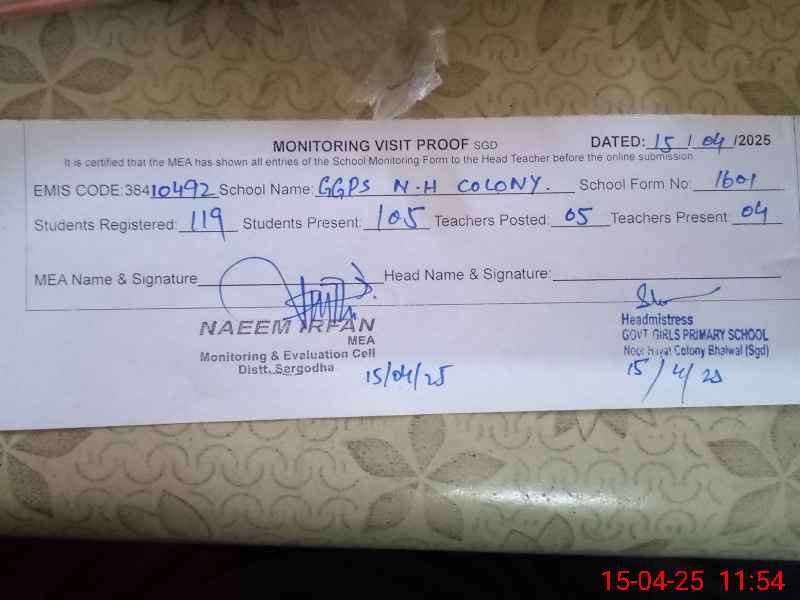 MONITORING VISIT PROOF SGD DATED: 15 / 04 /2025
It is certified that the MEA has shown all entries of the School Monitoring Form to the Head Teacher before the online submission
EMIS CODE:38410492 School Name: GGPS N.H COLONY. School Form No: 1601
Students Registered: 119 Students Present: 105 Teachers Posted: 05 Teachers Present: 04
MEA Name & Signature Head Name & Signature:
NAEEM IRFAN
MEA
Monitoring & Evaluation Cell
Distt. Sargodha
15/04/25
Headmistress
GOVT GIRLS PRIMARY SCHOOL
Noor Hayat Colony Bhalwal (Sgd)
15/4/25
15-04-25 11:54